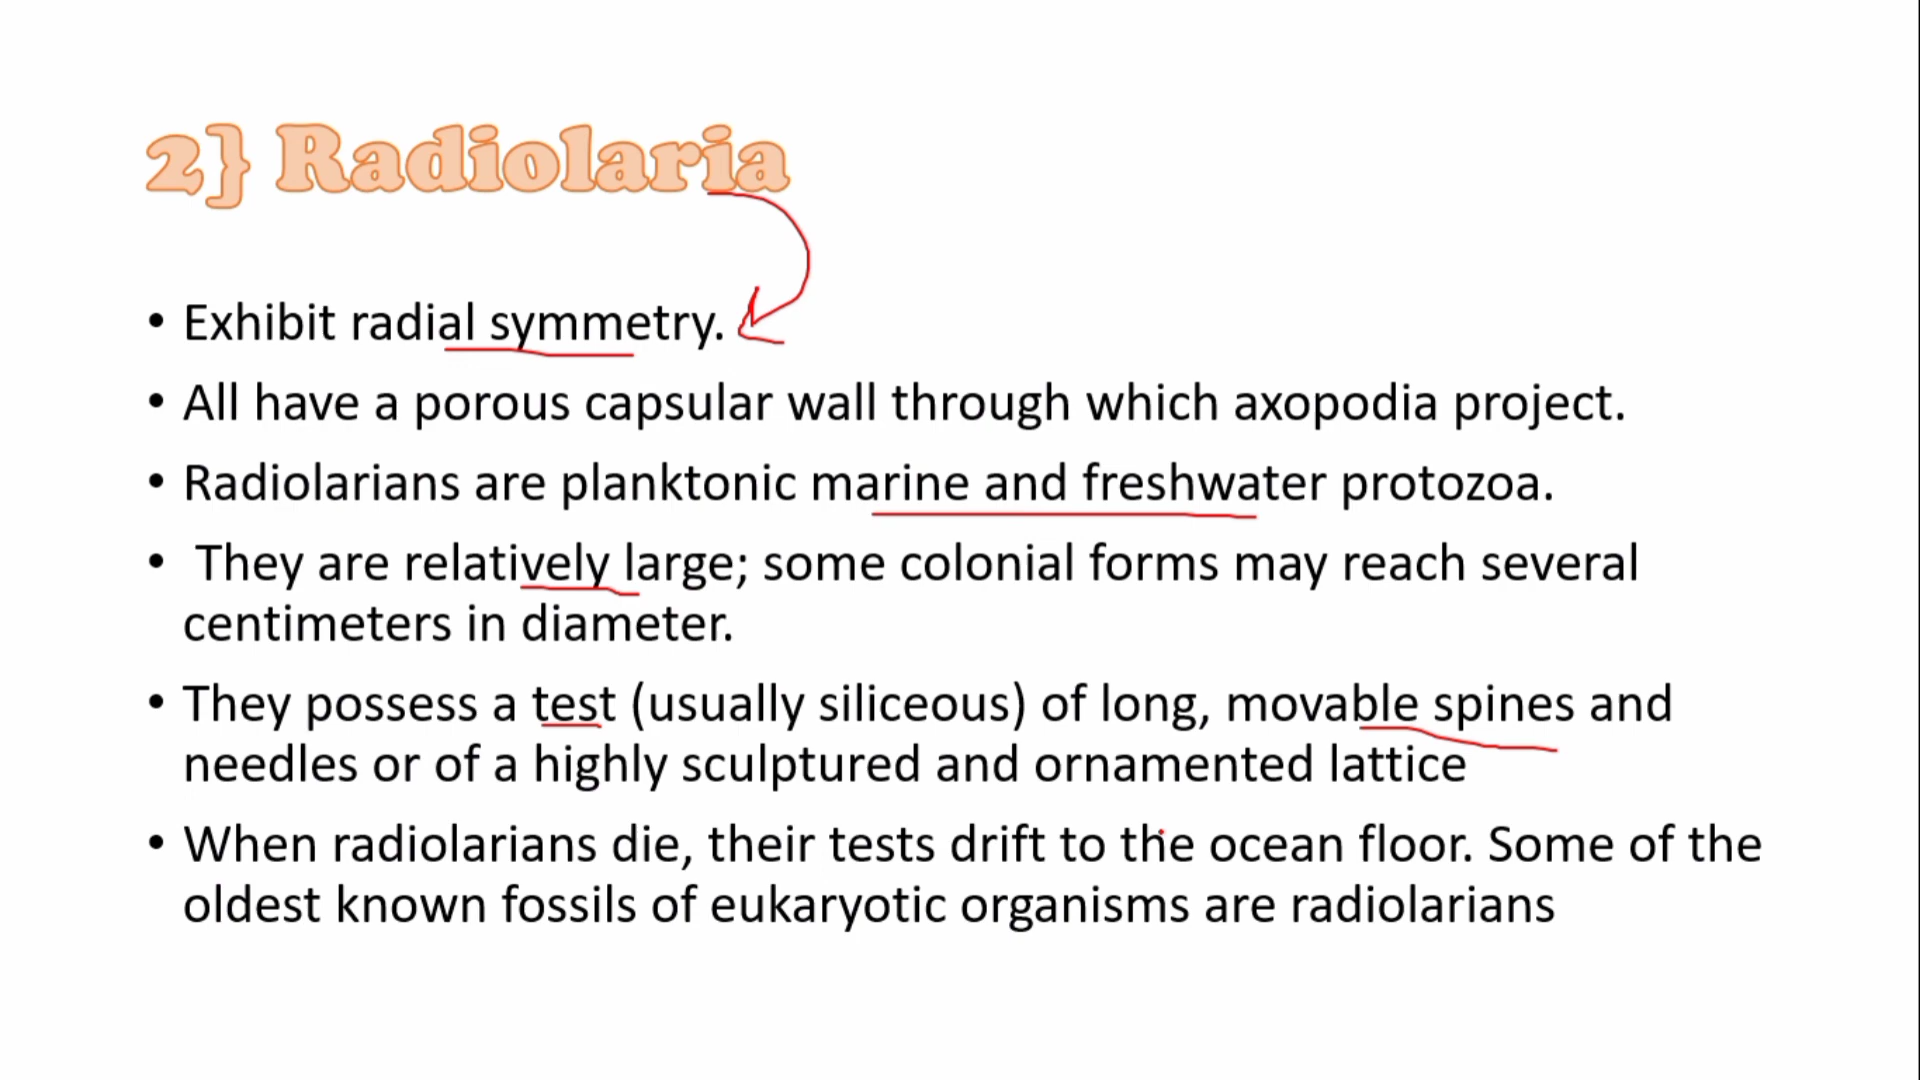 2} Radiolaria
• Exhibit radial symmetry.
• All have a porous capsular wall through which axopodia project.
• Radiolarians are planktonic marine and freshwater protozoa.
• They are relatively large; some colonial forms may reach several
centimeters in diameter.
• They possess a test (usually siliceous) of long, movable spines and
needles or of a highly sculptured and ornamented lattice
• When radiolarians die, their tests drift to the ocean floor. Some of the
oldest known fossils of eukaryotic organisms are radiolarians